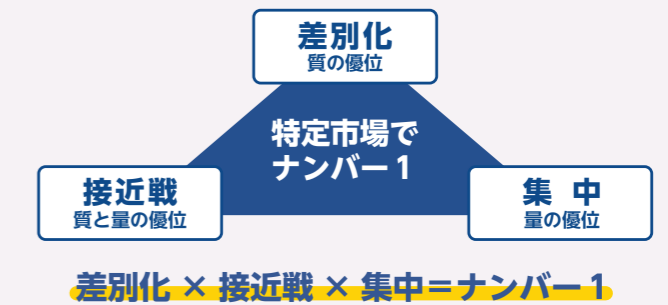 差別化
質の優位
特定市場で
ナンバー1
接近戦
質と量の優位
集 中
量の優位
差別化 × 接近戦 × 集中＝ナンバー1